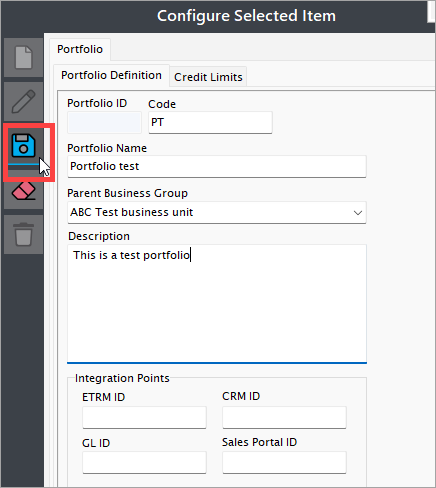 Configure Selected Item
Portfolio
Portfolio Definition Credit Limits
Portfolio ID Code
PT
Portfolio Name
Portfolio test
Parent Business Group
ABC Test business unit
Description
This is a test portfolio
Integration Points
ETRM ID CRM ID
GL ID Sales Portal ID